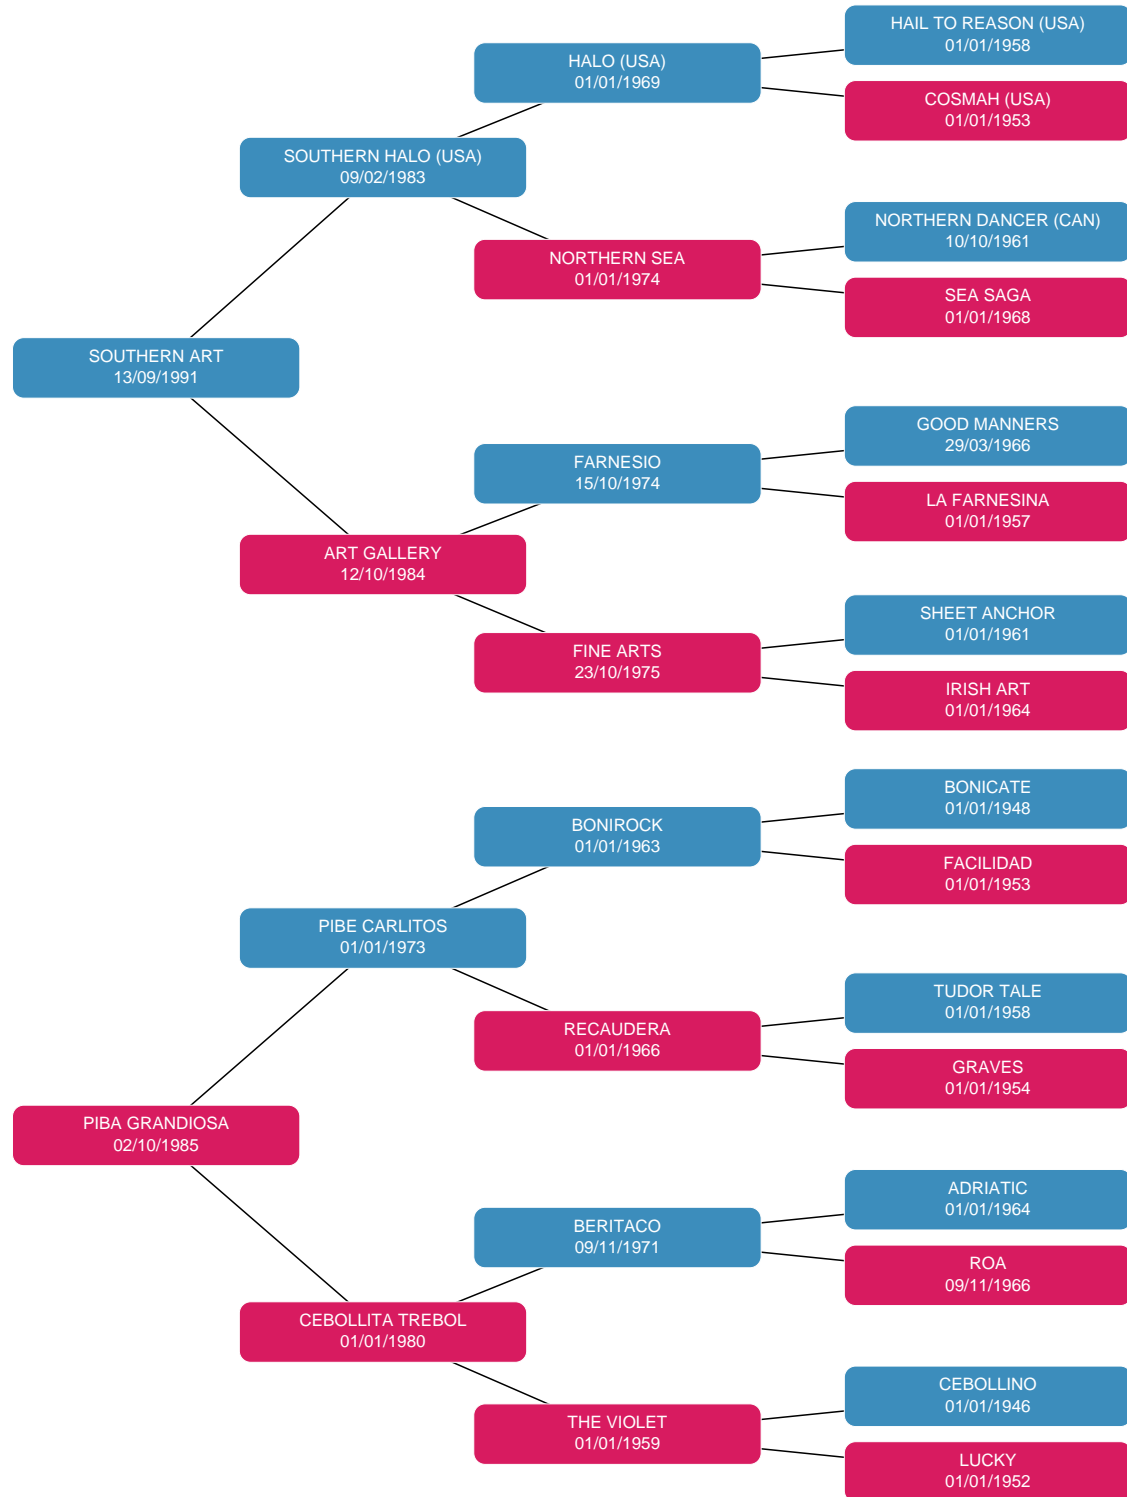 HAIL TO REASON (USA)
01/01/1958
HALO (USA)
01/01/1969
COSMAH (USA)
01/01/1953
SOUTHERN HALO (USA)
09/02/1983
NORTHERN DANCER (CAN)
10/10/1961
NORTHERN SEA
01/01/1974
SEA SAGA
01/01/1968
SOUTHERN ART
13/09/1991
GOOD MANNERS
29/03/1966
FARNESIO
15/10/1974
LA FARNESINA
01/01/1957
ART GALLERY
12/10/1984
SHEET ANCHOR
01/01/1961
FINE ARTS
23/10/1975
IRISH ART
01/01/1964
BONICATE
01/01/1948
BONIROCK
01/01/1963
FACILIDAD
01/01/1953
PIBE CARLITOS
01/01/1973
TUDOR TALE
01/01/1958
RECAUDERA
01/01/1966
GRAVES
01/01/1954
PIBA GRANDIOSA
02/10/1985
ADRIATIC
01/01/1964
BERITACO
09/11/1971
ROA
09/11/1966
CEBOLLITA TREBOL
01/01/1980
CEBOLLINO
01/01/1946
THE VIOLET
01/01/1959
LUCKY
01/01/1952